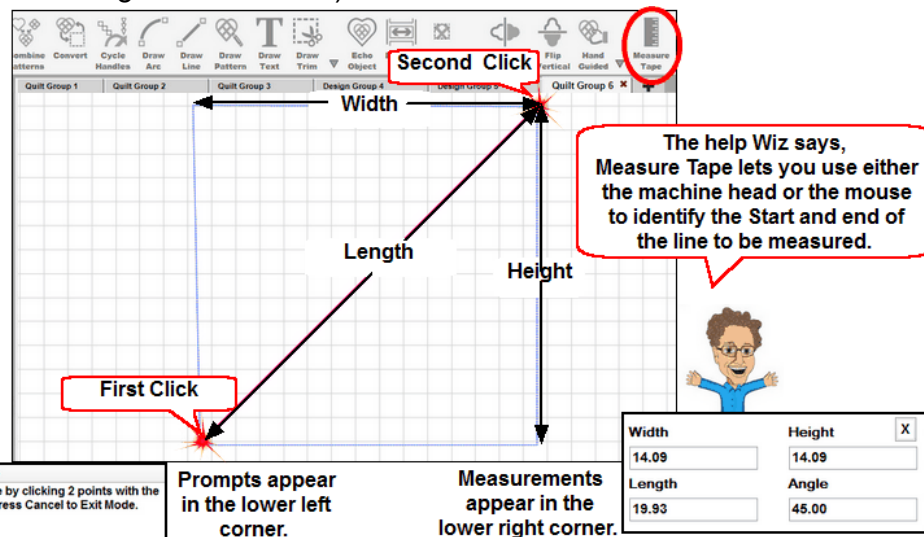 Convert Cycle Handles Draw Arc Draw Line Draw Pattern Draw Text Draw Trim Echo Object Flip Hand Guided Measure Tape
Second Click
Quilt Group 1 Quilt Group 2 Quilt Group 3 Design Group 4 Quilt Group 6
Width
The help Wiz says,
Measure Tape lets you use either
the machine head or the mouse
to identify the Start and end of
the line to be measured.
Length
Height
First Click
Width Height X
14.09 14.09
Length Angle
19.93 45.00
by clicking 2 points with the
Cancel to Exit Mode.
Prompts appear
in the lower left
corner.
Measurements
appear in the
lower right corner.